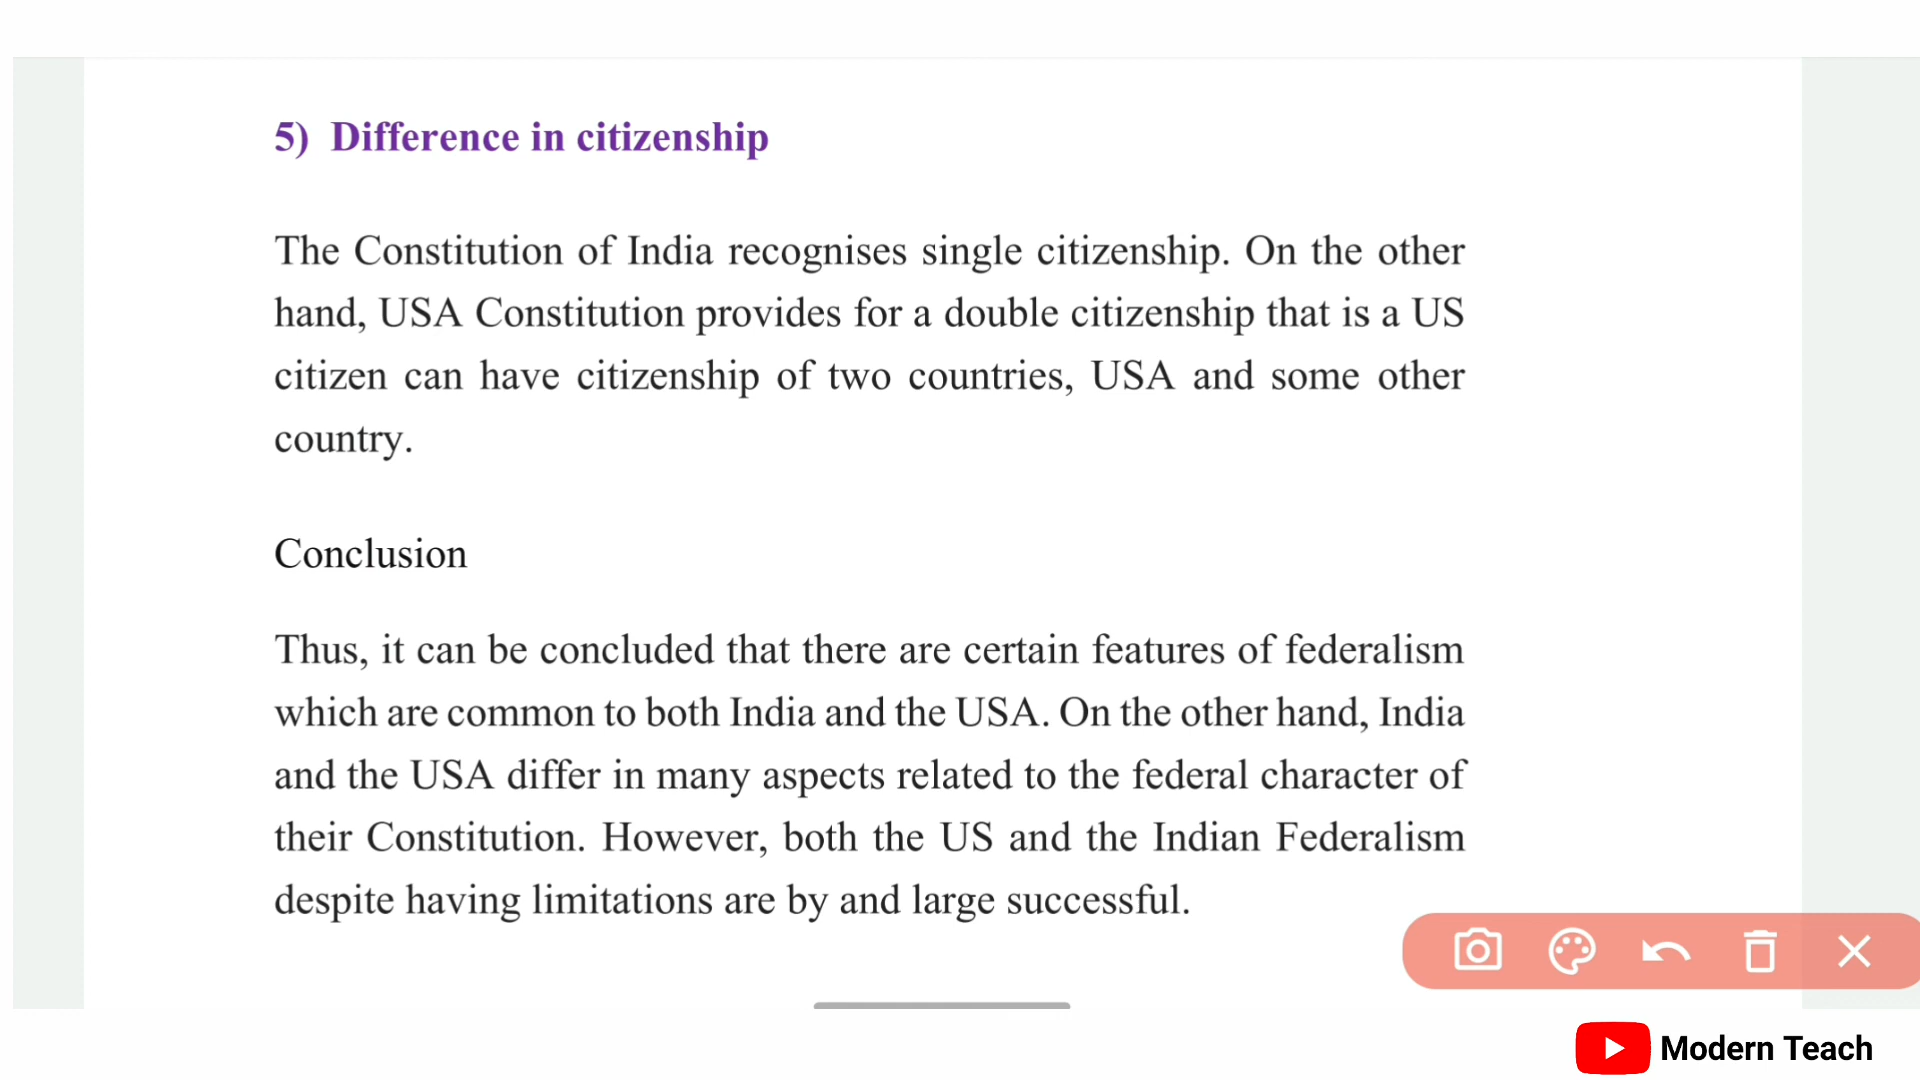 5) Difference in citizenship
The Constitution of India recognises single citizenship. On the other
hand, USA Constitution provides for a double citizenship that is a US
citizen can have citizenship of two countries, USA and some other
country.
Conclusion
Thus, it can be concluded that there are certain features of federalism
which are common to both India and the USA. On the other hand, India
and the USA differ in many aspects related to the federal character of
their Constitution. However, both the US and the Indian Federalism
despite having limitations are by and large successful.
Modern Teach